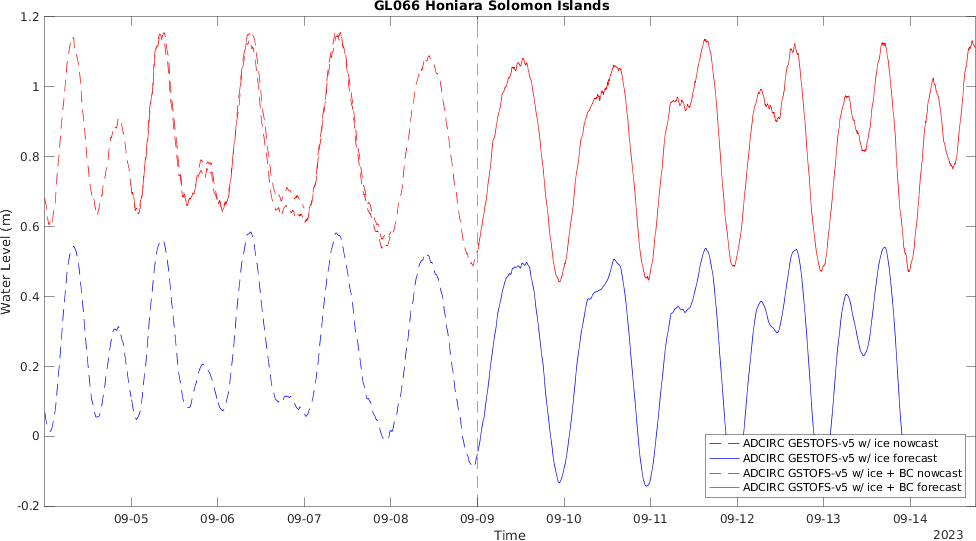 GL066 Honiara Solomon Islands
1.2
1
0.8
0.6
0.4
0.2
0
-0.2
Water Level (m)
ADCIRC GESTOFS-v5 w/ ice nowcast
ADCIRC GESTOFS-v5 w/ ice forecast
ADCIRC GSTOFS-v5 w/ ice + BC nowcast
ADCIRC GSTOFS-v5 w/ ice + BC forecast
09-05 09-06 09-07 09-08 09-09 09-10 09-11 09-12 09-13 09-14
Time
2023